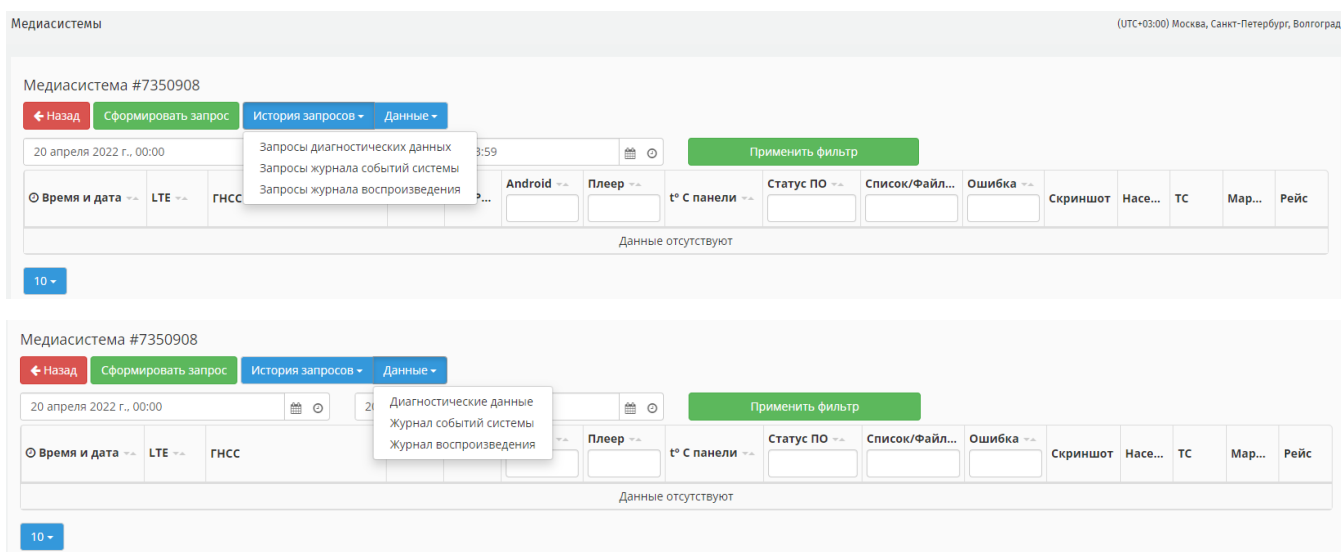 Медиасистемы (UTC+03:00) Москва, Санкт-Петербург, Волгоград
Медиасистема #7350908
Назад Сформировать запрос История запросов Данные
Запросы диагностических данных
Запросы журнала событий системы
Запросы журнала воспроизведения
20 апреля 2022 г., 00:00 3:59 Применить фильтр
Время и дата LTE ГНСС Р... Android Плеер t° C панели Статус ПО Список/Файл... Ошибка Скриншот Насе... ТС Мар... Рейс
Данные отсутствуют
10
Медиасистема #7350908
Назад Сформировать запрос История запросов Данные
Диагностические данные
Журнал событий системы
Журнал воспроизведения
20 апреля 2022 г., 00:00 20 Применить фильтр
Время и дата LTE ГНСС Плеер t° C панели Статус ПО Список/Файл... Ошибка Скриншот Насе... ТС Мар... Рейс
Данные отсутствуют
10